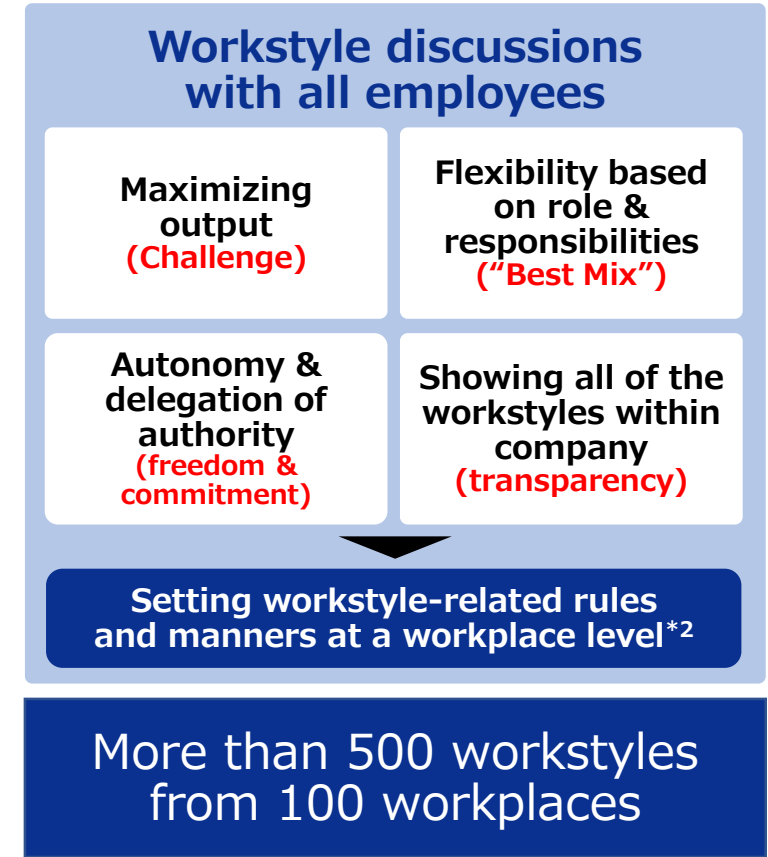 Workstyle discussions
with all employees
Maximizing
output
(Challenge)
Flexibility based
on role &
responsibilities
(“Best Mix”)
Autonomy &
delegation of
authority
(freedom &
commitment)
Showing all of the
workstyles within
company
(transparency)
Setting workstyle-related rules
and manners at a workplace level*2
More than 500 workstyles
from 100 workplaces